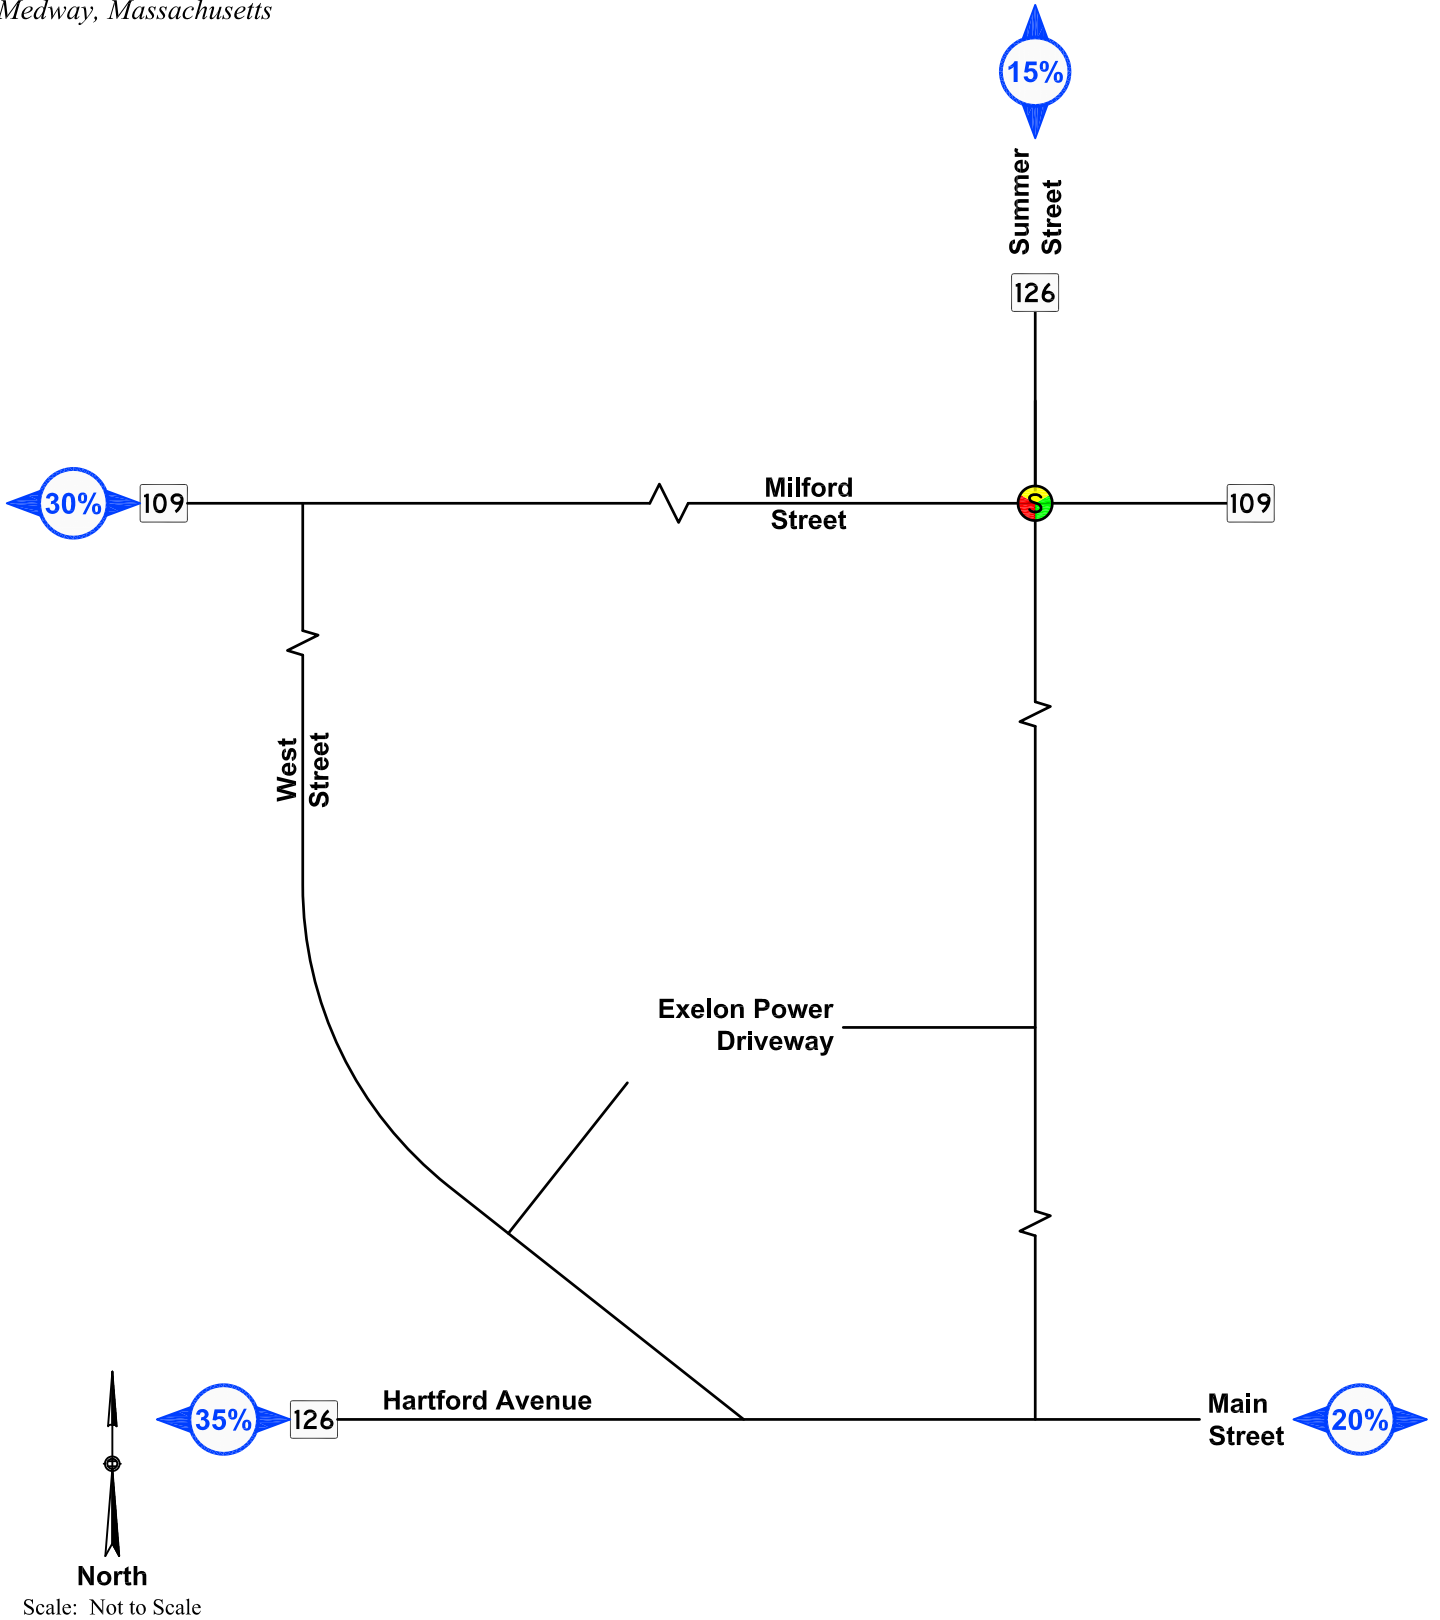 Medway, Massachusetts
15%
Summer
Street
126
30%
109
Milford
Street
S
109
West
Street
Exelon Power
Driveway
35%
126
Hartford Avenue
Main
Street
20%
North
Scale: Not to Scale